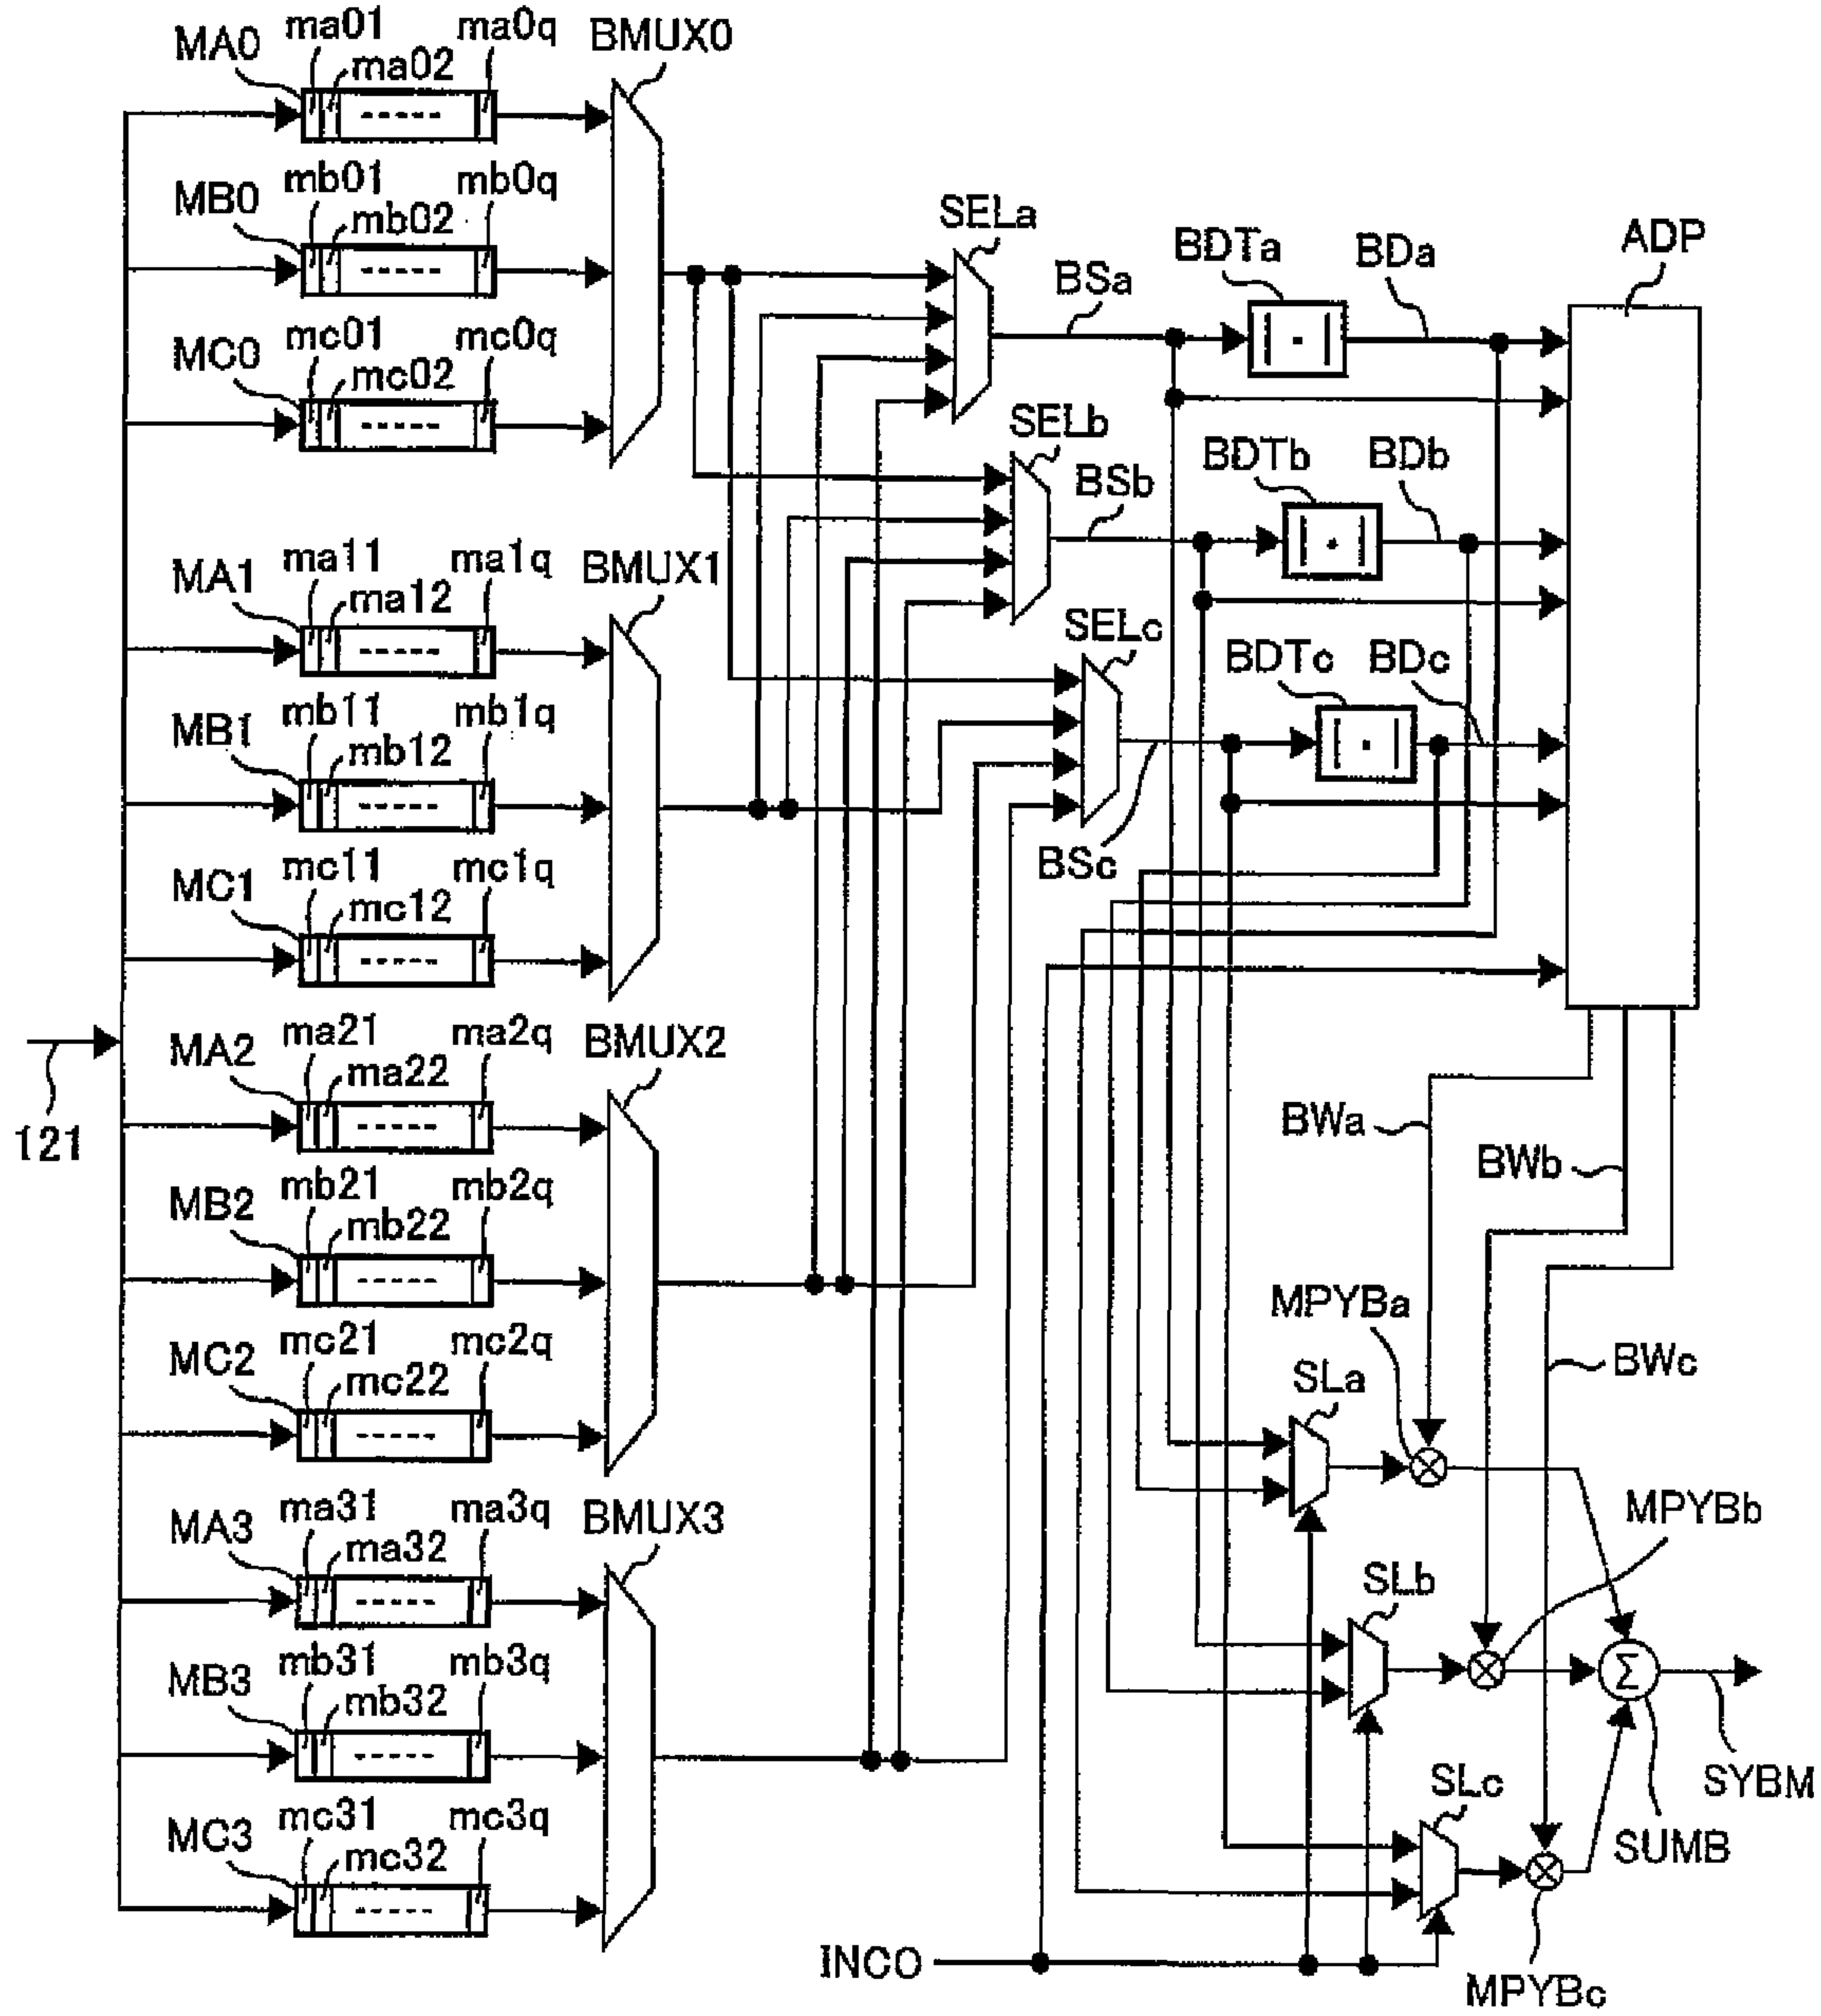 MA0 ma01 ma02 ma0q BMUX0
MB0 mb01 mb02 mb0q
MC0 mc01 mc02 mc0q
SELa
BSa
BDTa
BDa
ADP
SELb
BSb
BDTb
BDb
MA1 ma11 ma12 ma1q BMUX1
MB1 mb11 mb12 mb1q
MC1 mc11 mc12 mc1q
SELc
BDTc
BDc
BSc
121
MA2 ma21 ma22 ma2q BMUX2
MB2 mb21 mb22 mb2q
MC2 mc21 mc22 mc2q
BWa
BWb
MPYBa
BWc
SLa
MA3 ma31 ma32 ma3q BMUX3
MB3 mb31 mb32 mb3q
MC3 mc31 mc32 mc3q
MPYBb
SLb
Σ
SYBM
SLc
SUMB
INCO
MPYBc